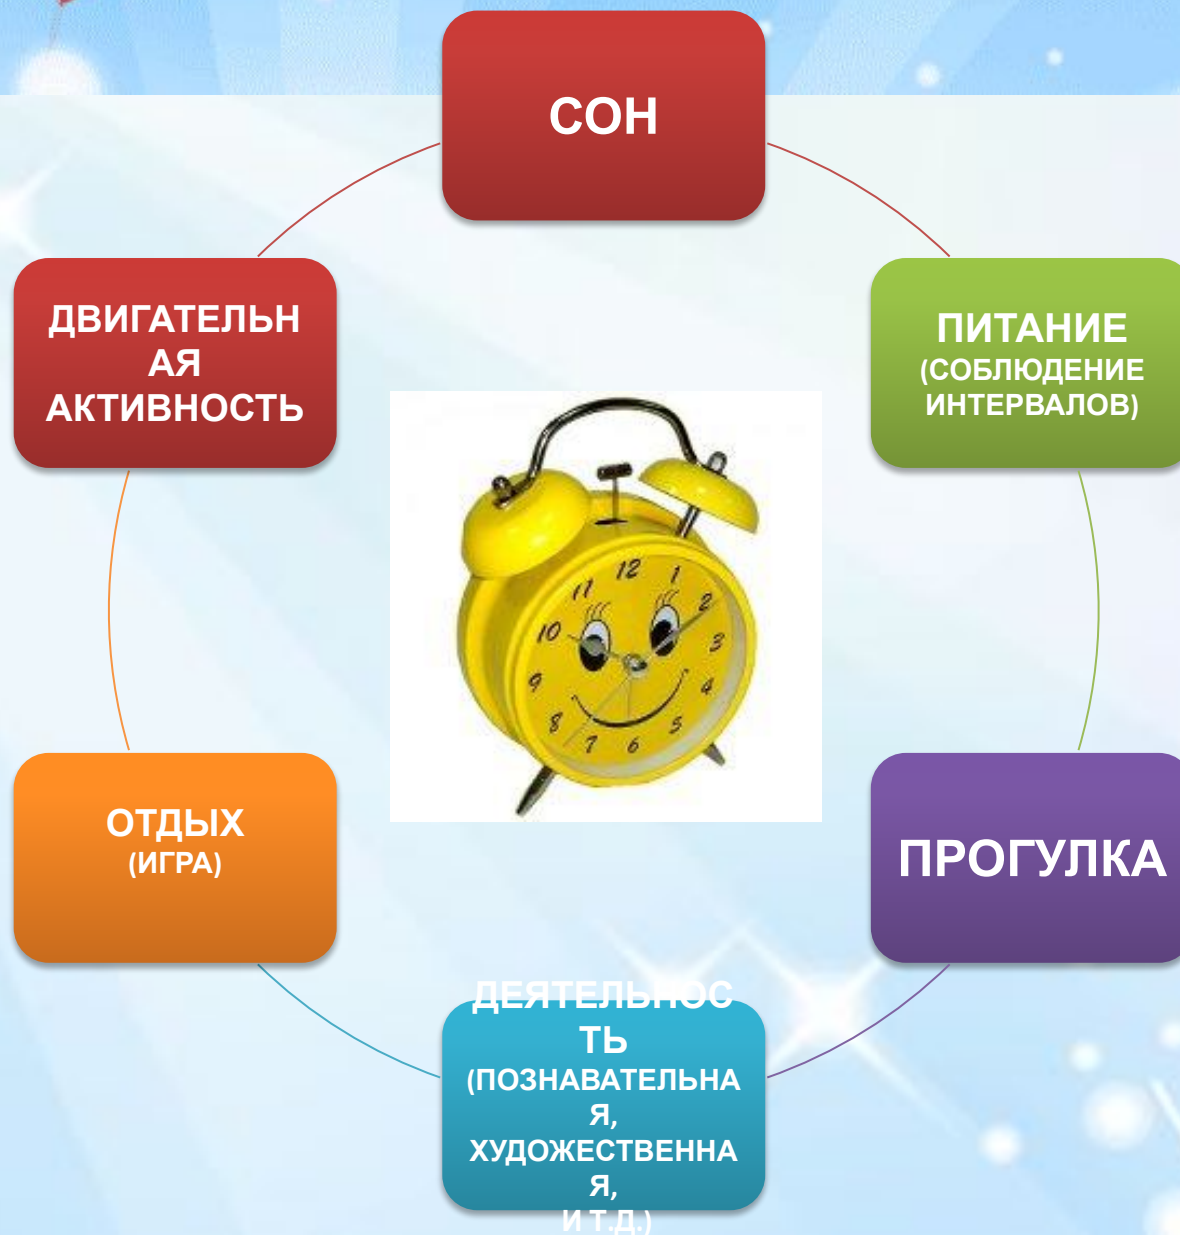 СОН
ПИТАНИЕ
(СОБЛЮДЕНИЕ
ИНТЕРВАЛОВ)
ПРОГУЛКА
ДЕЯТЕЛЬНОС
ТЬ
(ПОЗНАВАТЕЛЬНА
Я,
ХУДОЖЕСТВЕННА
Я,
И Т.Д.)
ОТДЫХ
(ИГРА)
ДВИГАТЕЛЬН
АЯ
АКТИВНОСТЬ
12
1
2
3
4
5
6
7
8
9
10
11